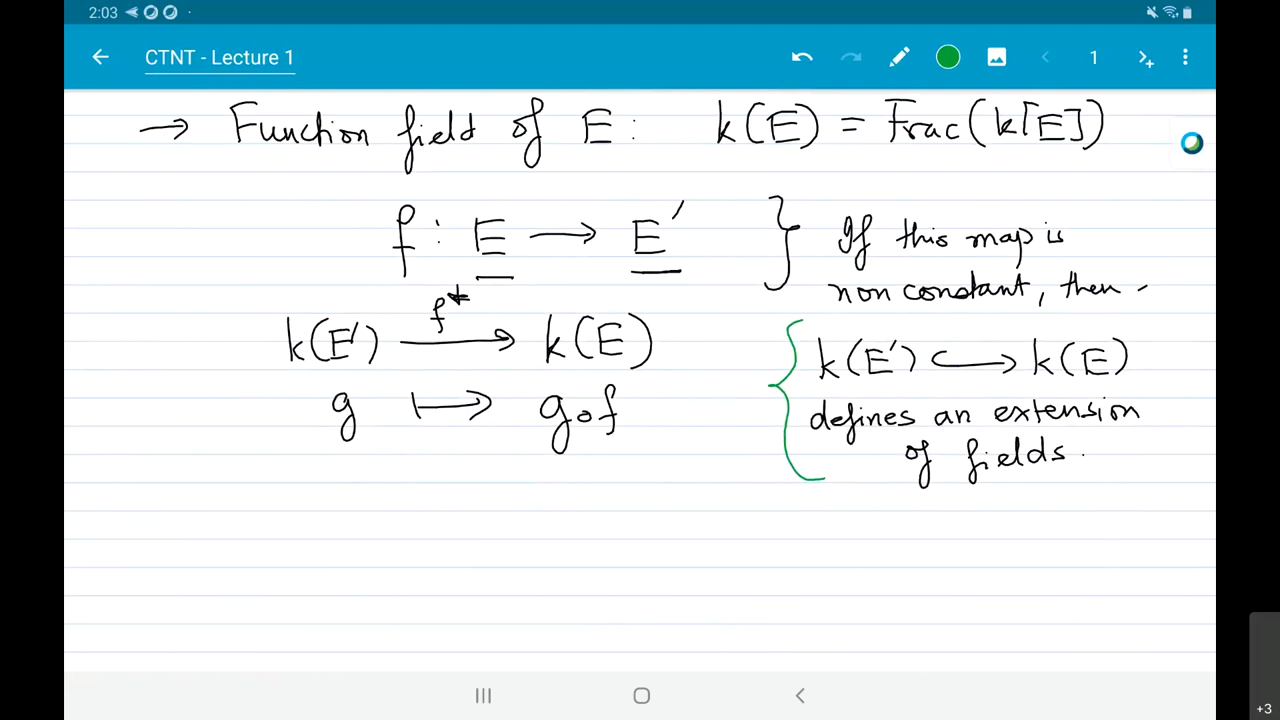 2:03
CTNT - Lecture 1
1
→ Function field of E: k(E) = Frac(k[E])
f : E → E′ } If this map is
non constant, then -
k(E′) —f*→ k(E)
g ↦ g∘f
{ k(E′) ↪ k(E)
defines an extension
of fields.
+3